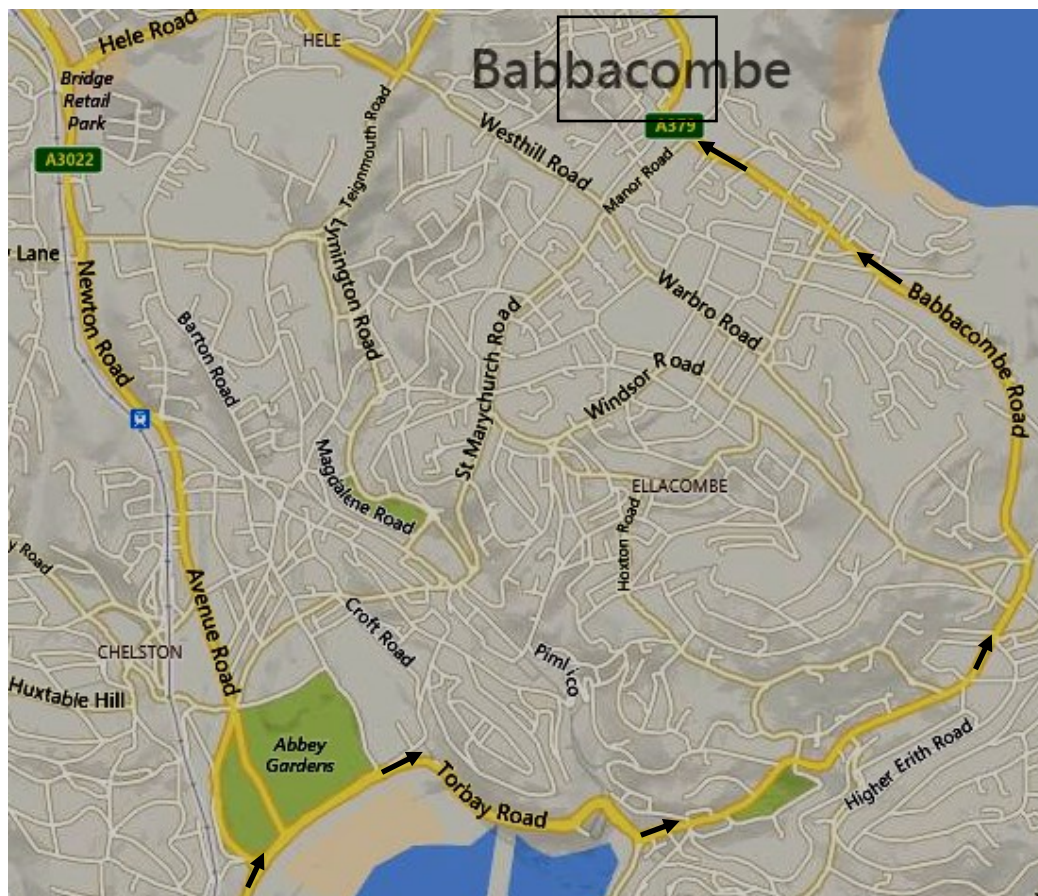 Hele Road
HELE
Babbacombe
Bridge
Retail
Park
A379
A3022
Teignmouth Road
Westhill Road
Manor Road
Lane
Lymington Road
Newton Road
Barton Road
St Marychurch Road
Warbro Road
Babbacombe Road
Windsor Road
Magdalene Road
ELLACOMBE
Hoxton Road
Road
Avenue Road
Croft Road
CHELSTON
Pimlico
Huxtable Hill
Abbey
Gardens
Torbay Road
Higher Erith Road